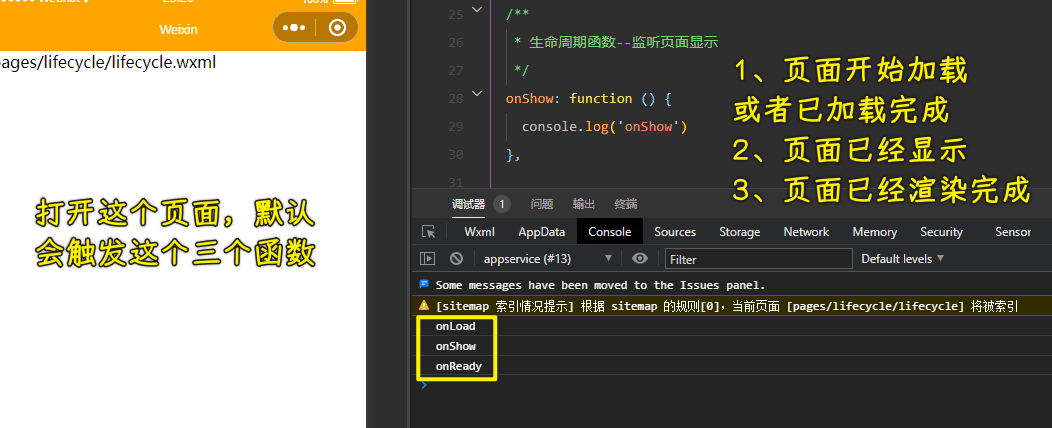 Weixin
ages/lifecycle/lifecycle.wxml
打开这个页面，默认
会触发这个三个函数
25 /**
26 * 生命周期函数--监听页面显示
27 */
28 onShow: function () {
29 console.log('onShow')
30 },
31
1、页面开始加载
或者已加载完成
2、页面已经显示
3、页面已经渲染完成
调试器 1 问题 输出 终端
Wxml AppData Console Sources Storage Network Memory Security Sensor
appservice (#13) ▼ Filter Default levels ▼
Some messages have been moved to the Issues panel.
[sitemap 索引情况提示] 根据 sitemap 的规则[0]，当前页面 [pages/lifecycle/lifecycle] 将被索引
onLoad
onShow
onReady
>